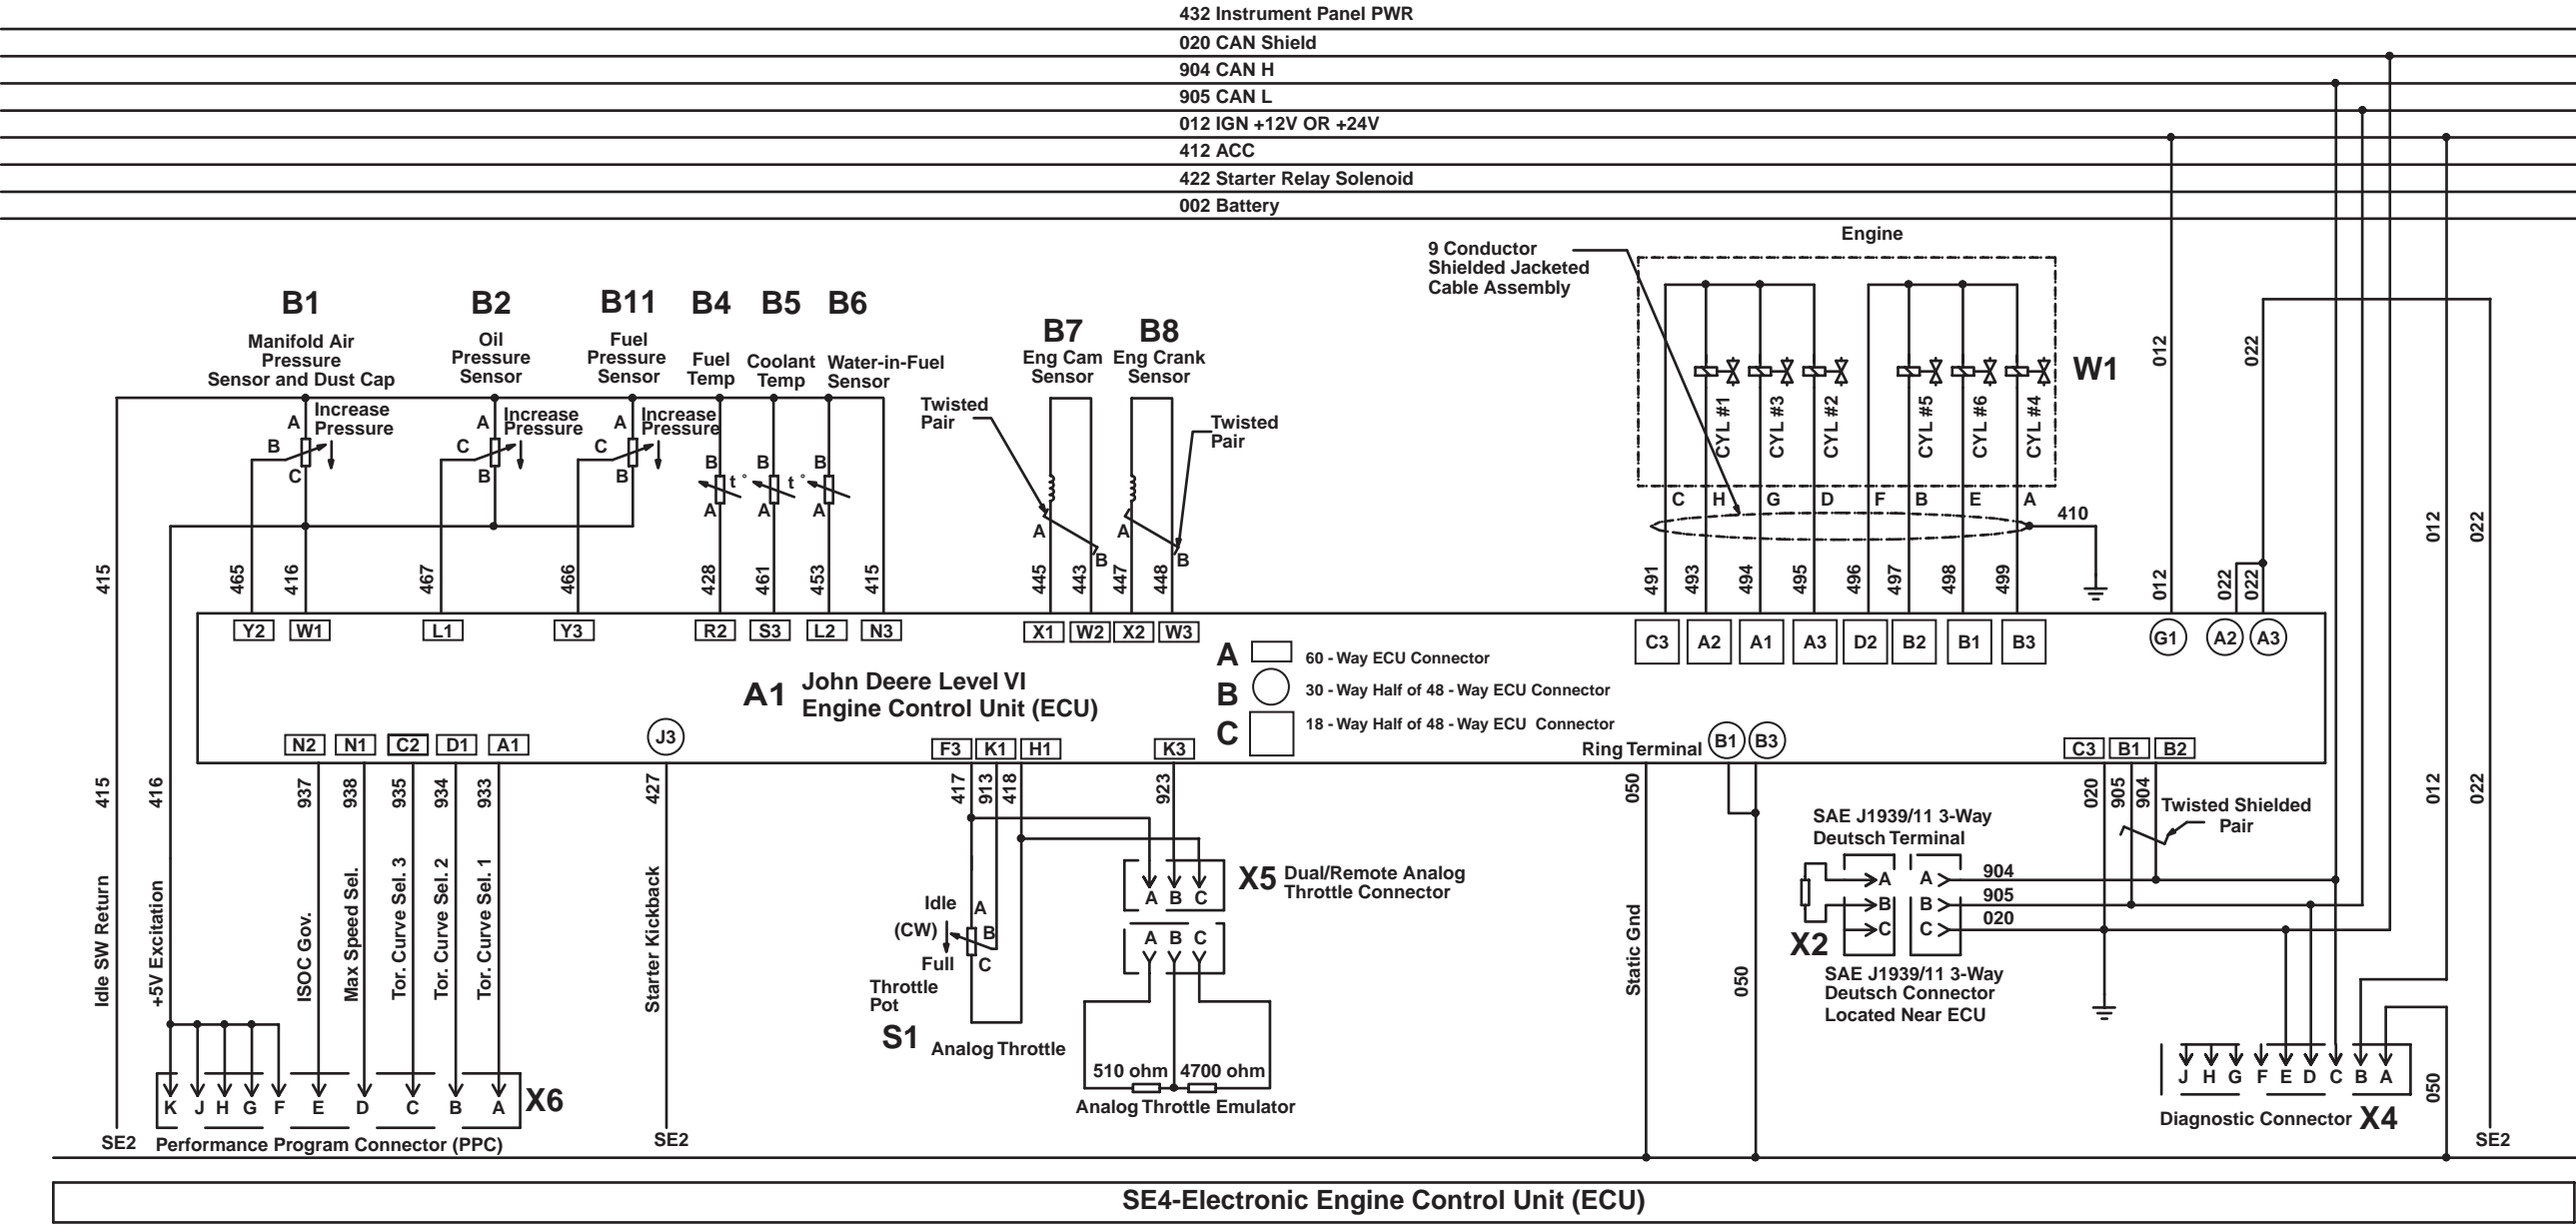 432 Instrument Panel PWR
020 CAN Shield
904 CAN H
905 CAN L
012 IGN +12V OR +24V
412 ACC
422 Starter Relay Solenoid
002 Battery
Engine
9 Conductor
Shielded Jacketed
Cable Assembly
B1
Manifold Air
Pressure
Sensor and Dust Cap
B2
Oil
Pressure
Sensor
B11
Fuel
Pressure
Sensor
B4
Fuel
Temp
B5
Coolant
Temp
B6
Water-in-Fuel
Sensor
B7
Eng Cam
Sensor
B8
Eng Crank
Sensor
W1
Twisted
Pair
Twisted
Pair
A
Increase
Pressure
B
C
A
Increase
Pressure
C
B
A
Increase
Pressure
C
B
B
t °
A
B
t °
A
B
A
A
B
A
B
CYL #1
CYL #3
CYL #2
CYL #5
CYL #6
CYL #4
C H G D F B E A
410
012
022
012
022
415
465
416
467
466
428
461
453
415
445
443
447
448
491
493
494
495
496
497
498
499
012
022
022
Y2 W1 L1 Y3 R2 S3 L2 N3 X1 W2 X2 W3
C3 A2 A1 A3 D2 B2 B1 B3 G1 A2 A3
A1 John Deere Level VI
Engine Control Unit (ECU)
A 60 - Way ECU Connector
B 30 - Way Half of 48 - Way ECU Connector
C 18 - Way Half of 48 - Way ECU Connector
N2 N1 C2 D1 A1 J3 F3 K1 H1 K3
Ring Terminal B1 B3 C3 B1 B2
415
416
937
938
935
934
933
427
417
913
418
923
050
020
905
904
012
022
Twisted Shielded
Pair
Idle SW Return
+5V Excitation
ISOC Gov.
Max Speed Sel.
Tor. Curve Sel. 3
Tor. Curve Sel. 2
Tor. Curve Sel. 1
Starter Kickback
Idle
(CW)
Full
A
B
C
Throttle
Pot
S1 Analog Throttle
X5 Dual/Remote Analog
Throttle Connector
A B C
A B C
510 ohm 4700 ohm
Analog Throttle Emulator
Static Gnd
050
SAE J1939/11 3-Way
Deutsch Terminal
A A 904
B B 905
C C 020
X2
SAE J1939/11 3-Way
Deutsch Connector
Located Near ECU
J H G F E D C B A
Diagnostic Connector X4
050
K J H G F E D C B A X6
Performance Program Connector (PPC)
SE2
SE2
SE2
SE4-Electronic Engine Control Unit (ECU)